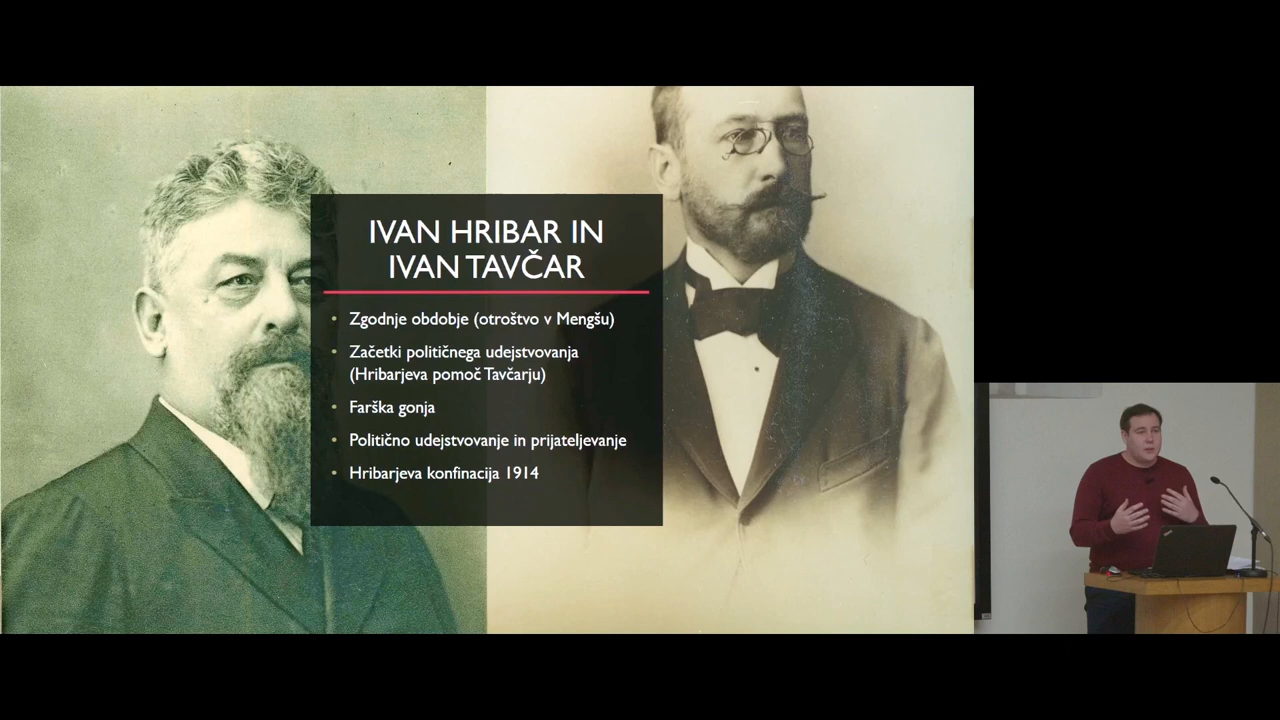 IVAN HRIBAR IN
IVAN TAVČAR
• Zgodnje obdobje (otroštvo v Mengšu)
• Začetki političnega udejstvovanja
(Hribarjeva pomoč Tavčarju)
• Farška gonja
• Politično udejstvovanje in prijateljevanje
• Hribarjeva konfinacija 1914